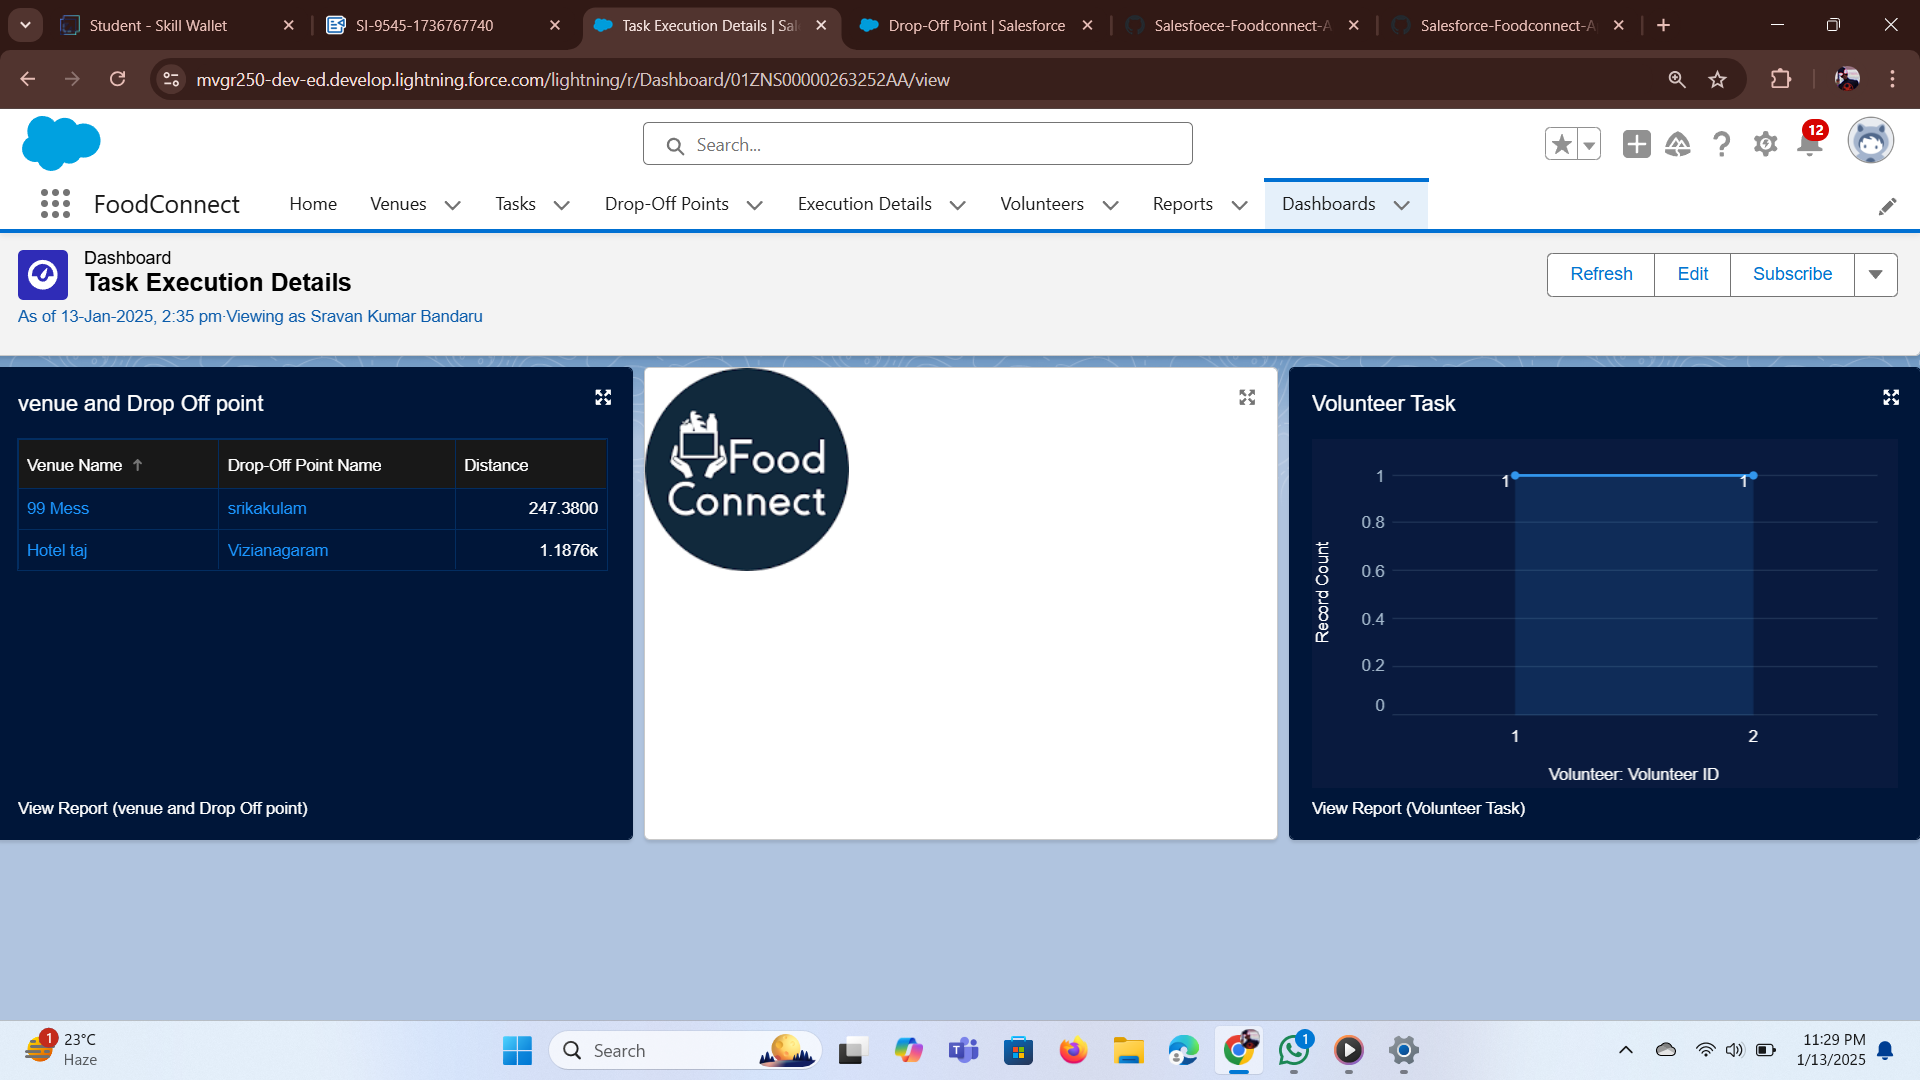 Student - Skill Wallet
SI-9545-1736767740
Task Execution Details | Sal
Drop-Off Point | Salesforce
Salesfoece-Foodconnect-A
Salesforce-Foodconnect-A
mvgr250-dev-ed.develop.lightning.force.com/lightning/r/Dashboard/01ZNS00000263252AA/view
Search...
12
FoodConnect
Home
Venues
Tasks
Drop-Off Points
Execution Details
Volunteers
Reports
Dashboards
Dashboard
Task Execution Details
As of 13-Jan-2025, 2:35 pm·Viewing as Sravan Kumar Bandaru
Refresh
Edit
Subscribe
venue and Drop Off point
Venue Name
Drop-Off Point Name
Distance
99 Mess
srikakulam
247.3800
Hotel taj
Vizianagaram
1.1876K
View Report (venue and Drop Off point)
Food
Connect
Volunteer Task
Record Count
1
0.8
0.6
0.4
0.2
0
1
1
1
2
Volunteer: Volunteer ID
View Report (Volunteer Task)
1
23°C
Haze
Search
1
11:29 PM
1/13/2025